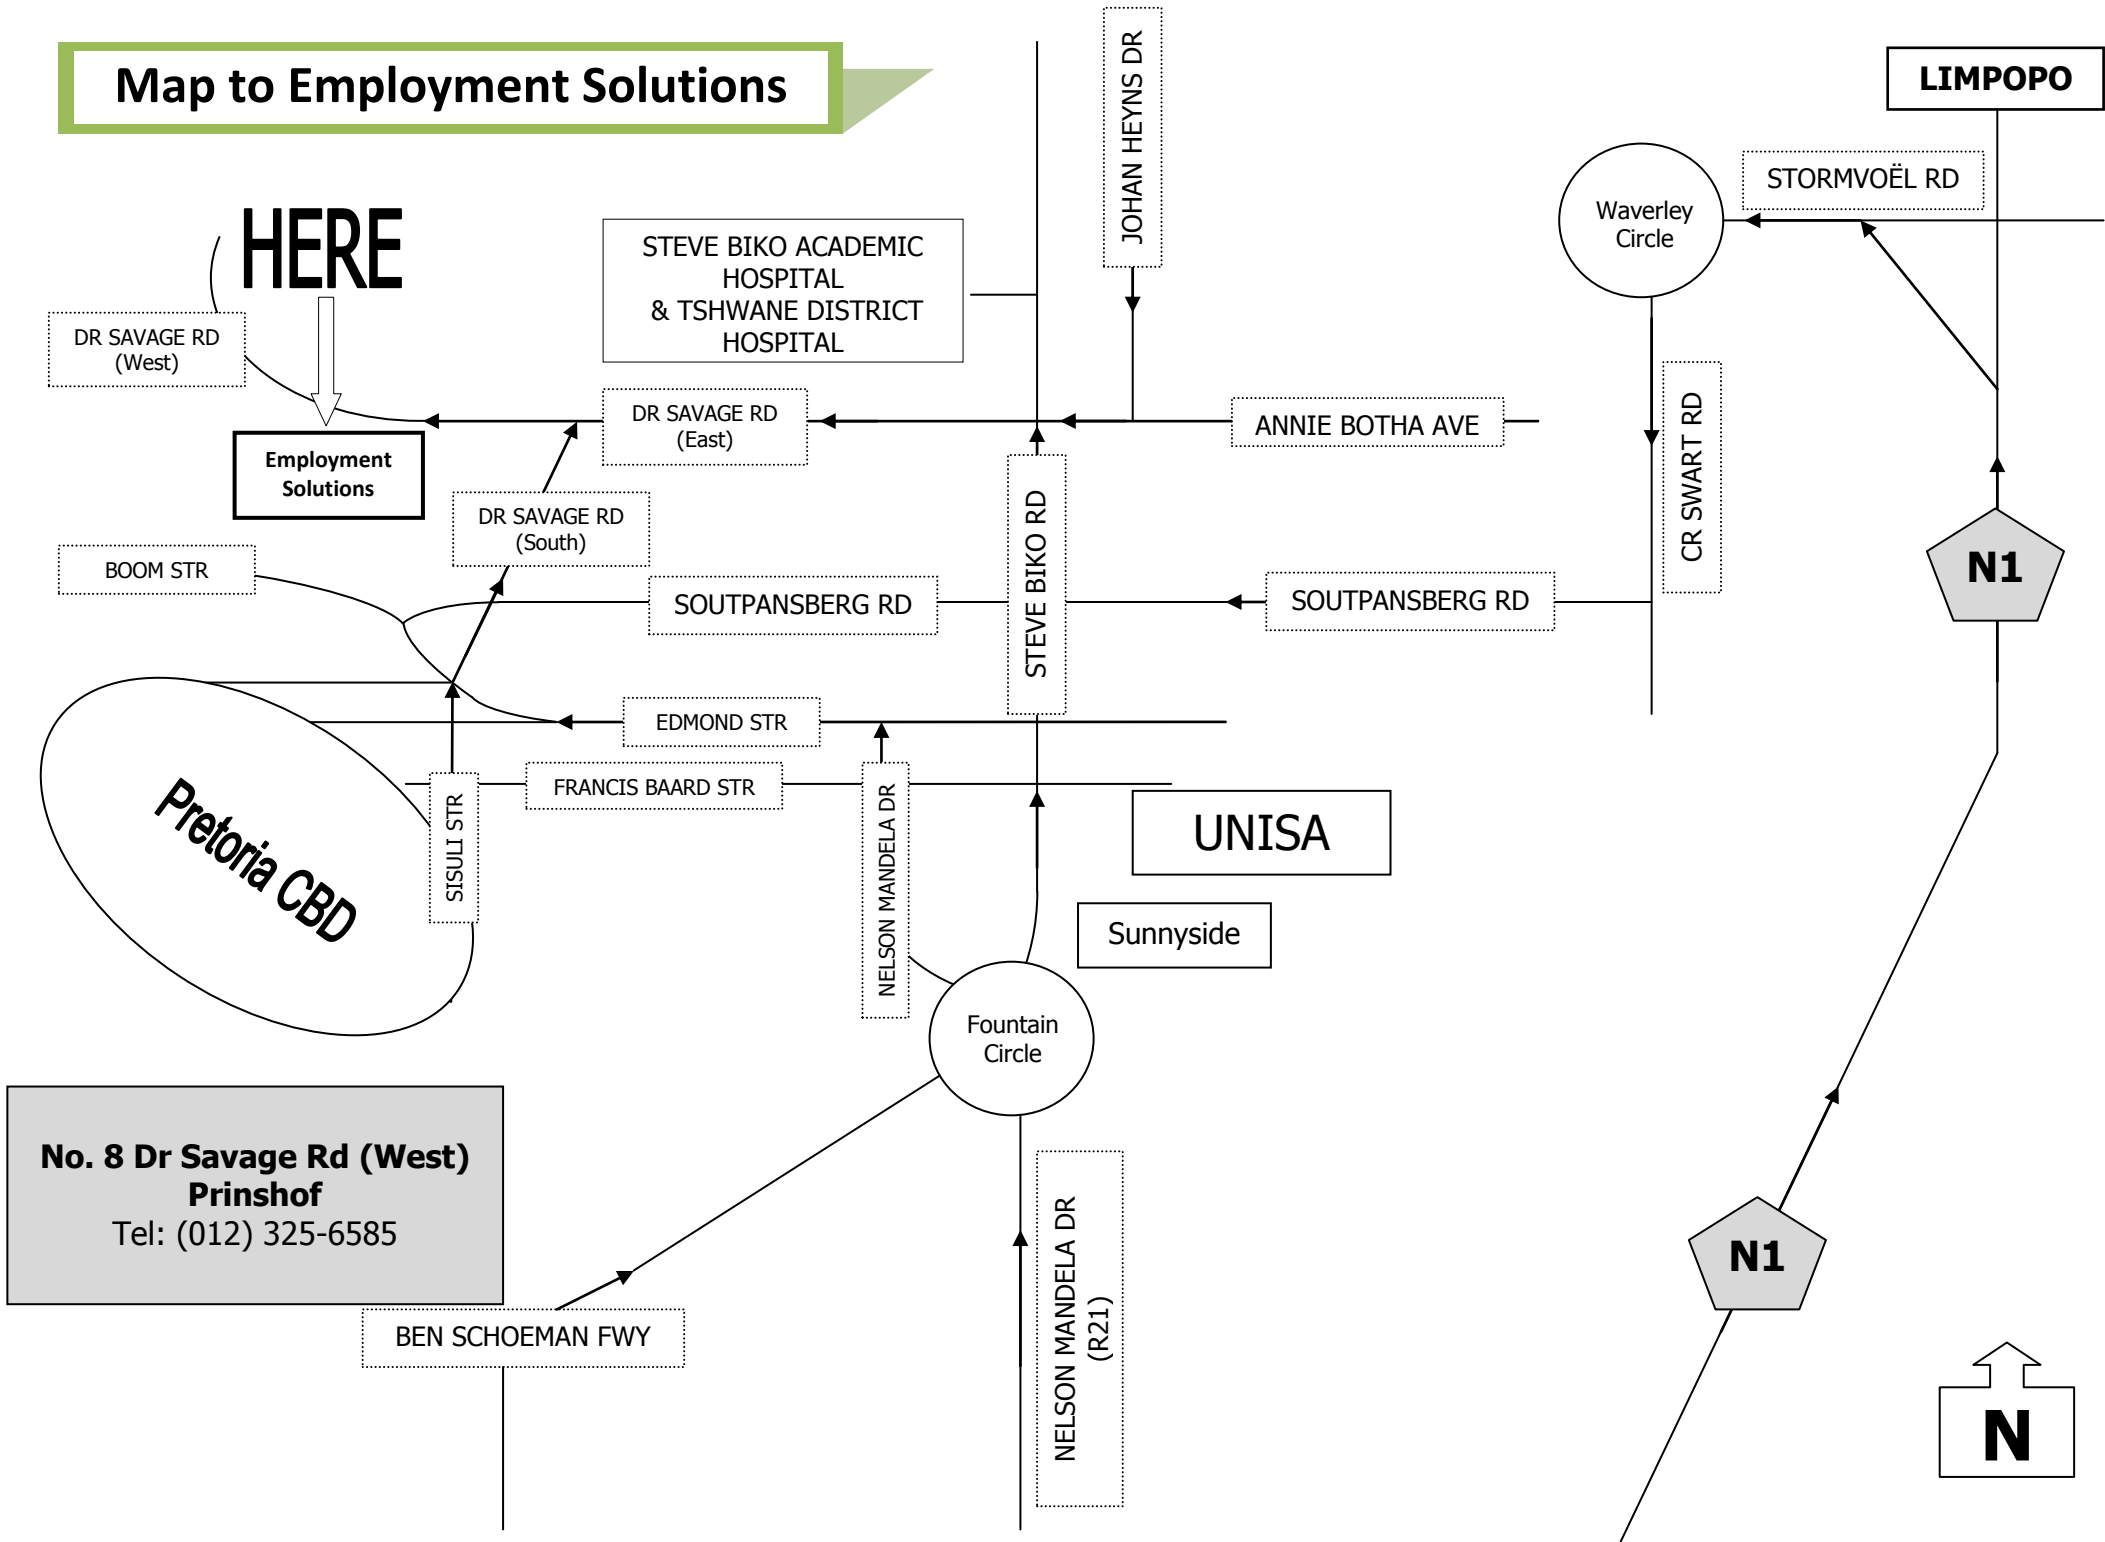 Map to Employment Solutions
JOHAN HEYNS DR
LIMPOPO
STORMVOËL RD
Waverley
Circle
HERE
STEVE BIKO ACADEMIC
HOSPITAL
& TSHWANE DISTRICT
HOSPITAL
DR SAVAGE RD
(West)
DR SAVAGE RD
(East)
ANNIE BOTHA AVE
CR SWART RD
Employment
Solutions
DR SAVAGE RD
(South)
STEVE BIKO RD
BOOM STR
SOUTPANSBERG RD
SOUTPANSBERG RD
N1
EDMOND STR
FRANCIS BAARD STR
SISULI STR
NELSON MANDELA DR
Pretoria CBD
UNISA
Sunnyside
Fountain
Circle
No. 8 Dr Savage Rd (West)
Prinshof
Tel: (012) 325-6585
BEN SCHOEMAN FWY
NELSON MANDELA DR
(R21)
N1
N